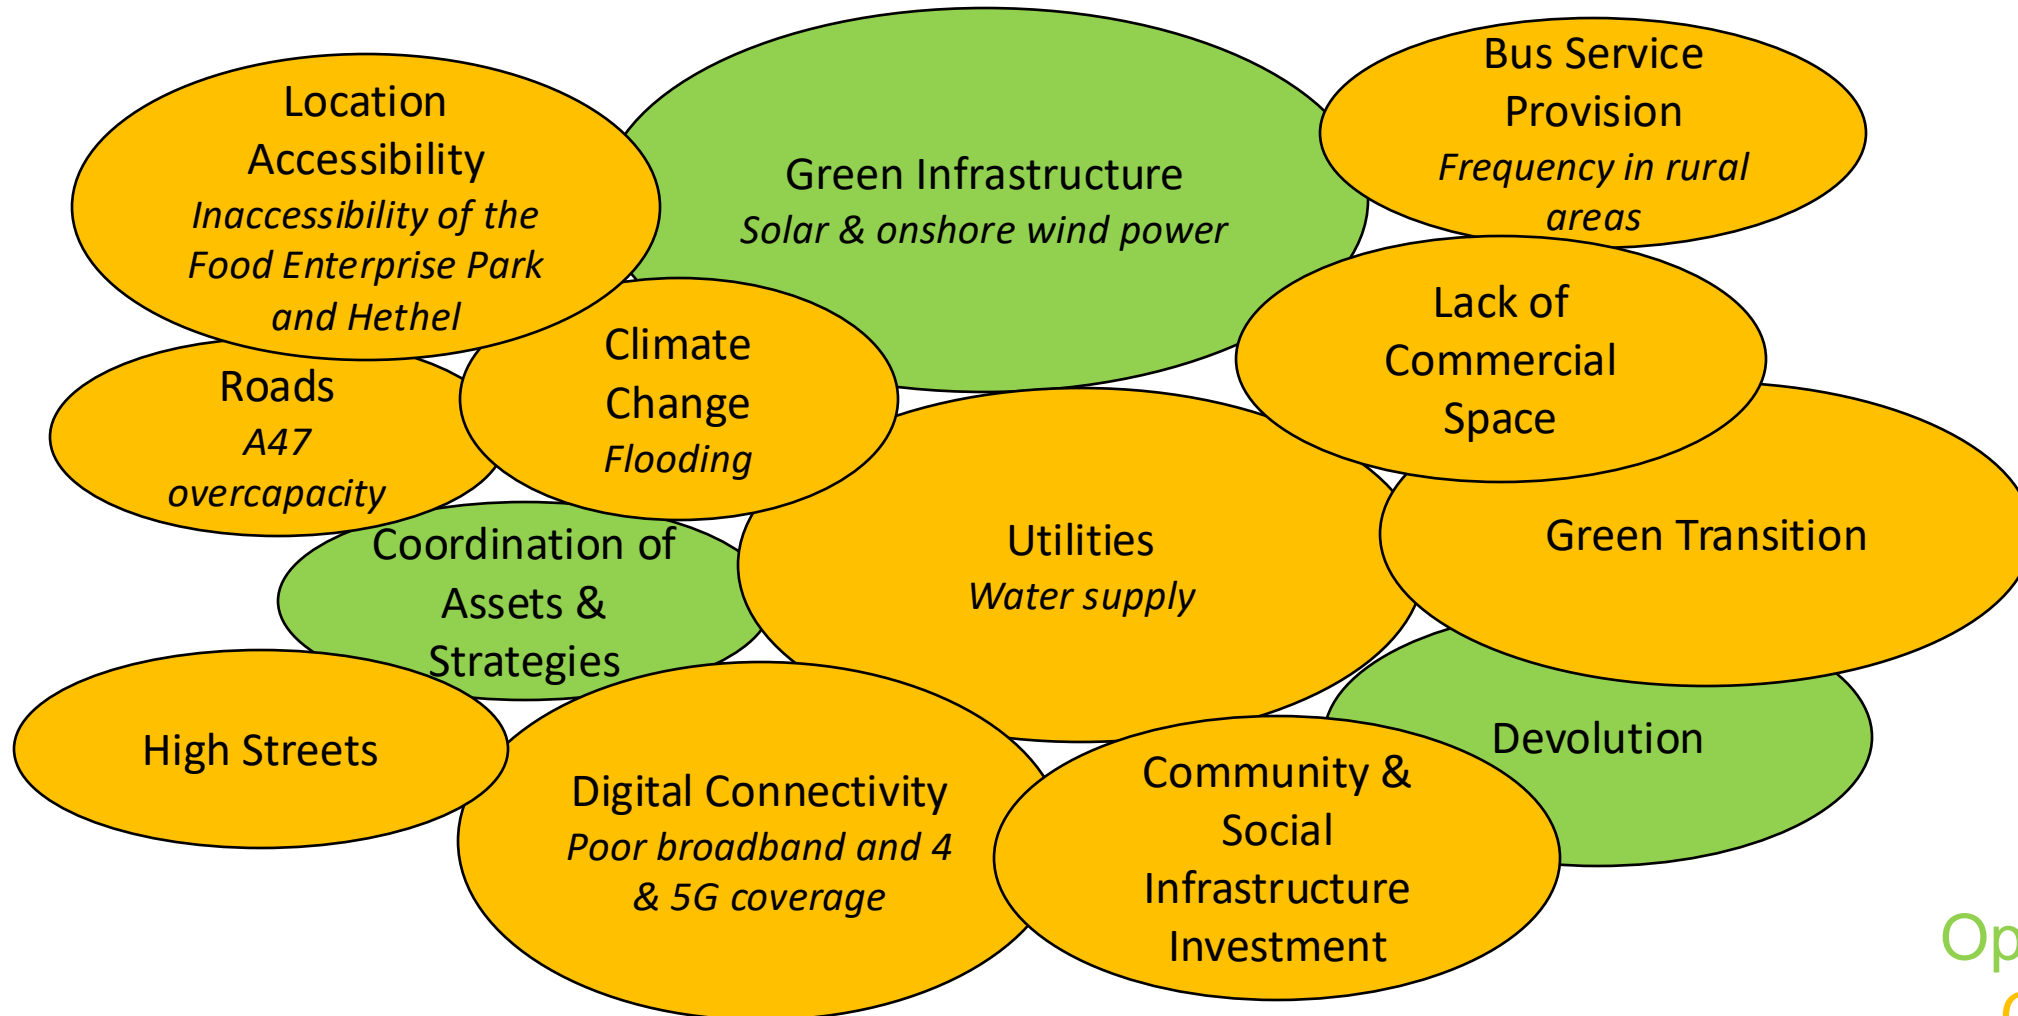 Location
Accessibility
Inaccessibility of the
Food Enterprise Park
and Hethel
Green Infrastructure
Solar & onshore wind power
Bus Service
Provision
Frequency in rural
areas
Lack of
Commercial
Space
Climate
Change
Flooding
Roads
A47
overcapacity
Utilities
Water supply
Green Transition
Coordination of
Assets &
Strategies
High Streets
Digital Connectivity
Poor broadband and 4
& 5G coverage
Community &
Social
Infrastructure
Investment
Devolution
Op